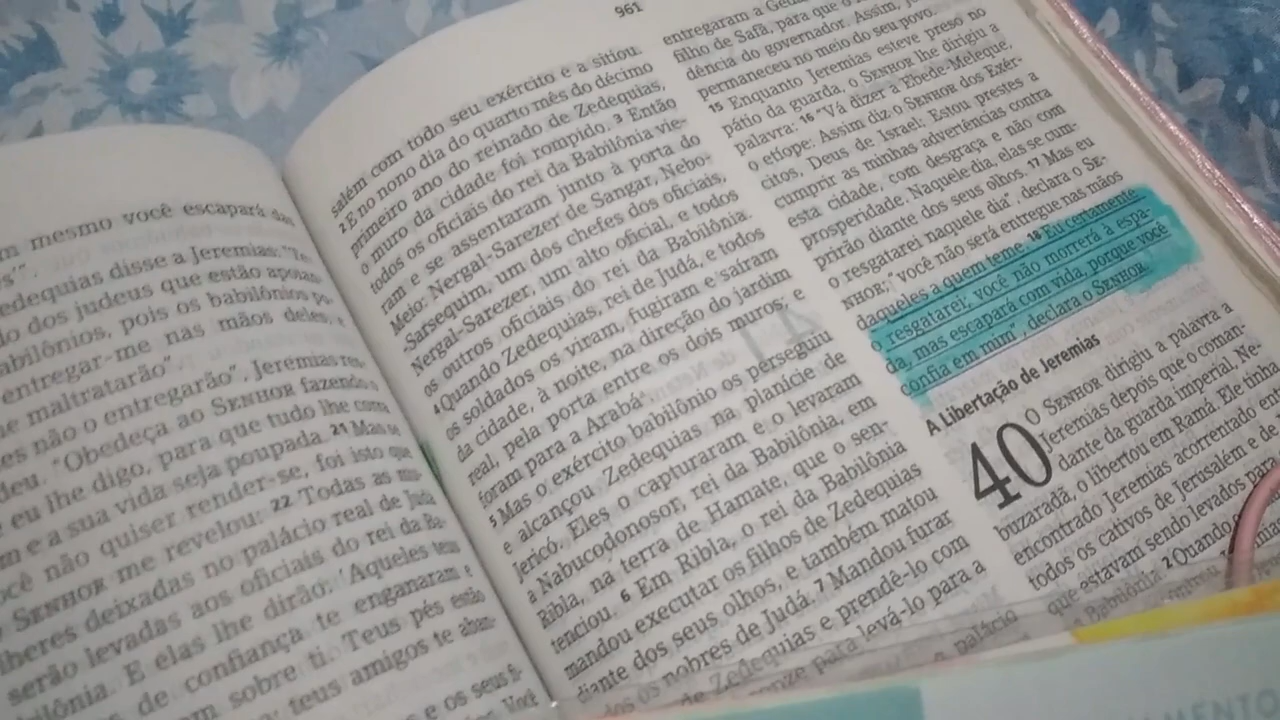 961
mesmo você escapará das
edequias disse a Jeremias: "Te-
dos judeus que estão apoian-
abilônios, pois os babilônios po-
entregar-me nas mãos deles, e
maltratarão".
es não o entregarão", Jeremias res-
deu. "Obedeça ao SENHOR fazendo o
e eu lhe digo, para que tudo lhe corra
m e a sua vida seja poupada. 21 Mas se
ocê não quiser render-se, foi isto que
o SENHOR me revelou: 22 Todas as mu-
lheres deixadas no palácio real de Judá
serão levadas aos oficiais do rei da Ba-
bilônia. E elas lhe dirão: 'Aqueles teus
de confiança te enganaram e
am sobre ti. Teus pés estão
teus amigos te aban-
e os seus fi-
Você
salém com todo seu exército e a sitiou.
2 E no nono dia do quarto mês do décimo
primeiro ano do reinado de Zedequias,
o muro da cidade foi rompido. 3 Então
todos os oficiais do rei da Babilônia vie-
ram e se assentaram junto à porta do
Meio: Nergal-Sarezer de Sangar, Nebo-
Sarsequim, um dos chefes dos oficiais,
Nergal-Sarezer, um alto oficial, e todos
os outros oficiais do rei da Babilônia.
4 Quando Zedequias, rei de Judá, e todos
os soldados os viram, fugiram e saíram
da cidade, à noite, na direção do jardim
real, pela porta entre os dois muros; e
foram para a Arabá.
5 Mas o exército babilônio os perseguiu
e alcançou Zedequias na planície de
Jericó. Eles o capturaram e o levaram
a Nabucodonosor, rei da Babilônia, em
Ribla, na terra de Hamate, que o sen-
tenciou. 6 Em Ribla, o rei da Babilônia
mandou executar os filhos de Zedequias
diante dos seus olhos, e também matou
todos os nobres de Judá. 7 Mandou furar
de Zedequias e prendê-lo com
bronze para levá-lo para a
o palácio
entregaram a
filho de Safã, para que o
dência do governador. Assim,
permaneceu no meio do seu povo.
15 Enquanto Jeremias esteve preso no
pátio da guarda, o SENHOR lhe dirigiu a
palavra: 16 "Vá dizer a Ebede-Meleque,
o etíope: Assim diz o SENHOR dos Exér-
citos, Deus de Israel: Estou prestes a
cumprir as minhas advertências contra
esta cidade, com desgraça e não com
prosperidade. Naquele dia, elas se cum-
prirão diante dos seus olhos. 17 Mas eu
o resgatarei naquele dia', declara o SE-
NHOR; 'você não será entregue nas mãos
daqueles a quem teme. 18 Eu certamente
o resgatarei; você não morrerá à espa-
da, mas escapará com vida, porque você
confia em mim'", declara o SENHOR.
A Libertação de Jeremias
40 O SENHOR dirigiu a palavra a
Jeremias depois que o coman-
dante da guarda imperial, Ne-
buzaradã, o libertou em Ramá. Ele tinha
encontrado Jeremias acorrentado entre
todos os cativos de Jerusalém e de
que estavam sendo levados para
a Babilônia. 2 Quando